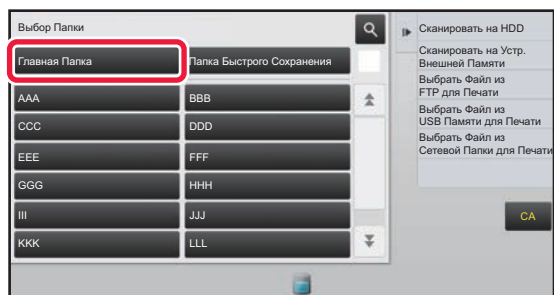 Выбор Папки
Главная Папка
Папка Быстрого Сохранения
AAA
BBB
CCC
DDD
EEE
FFF
GGG
HHH
III
JJJ
KKK
LLL
Сканировать на HDD
Сканировать на Устр.
Внешней Памяти
Выбрать Файл из
FTP для Печати
Выбрать Файл из
USB Памяти для Печати
Выбрать Файл из
Сетевой Папки для Печати
CA